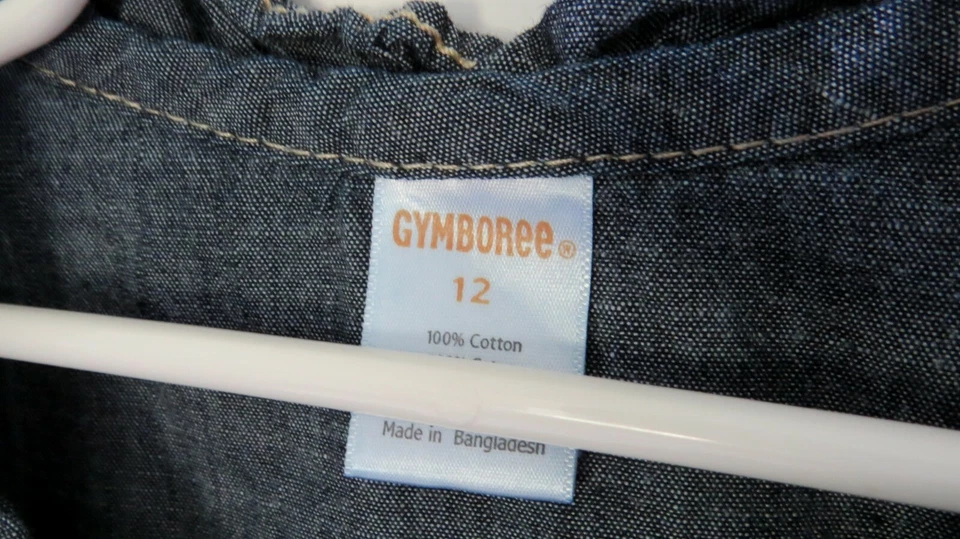 GYMBOREE®
12
100% Cotton
Made in Bangladesh